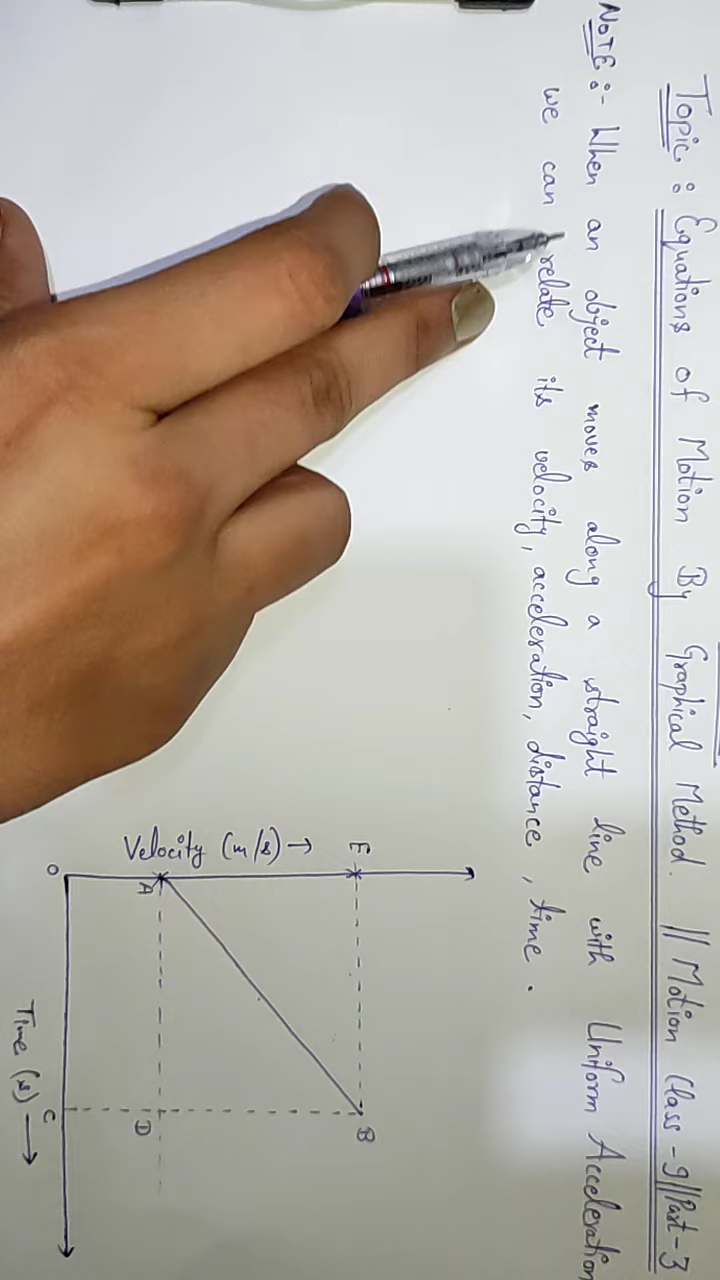 Topic : Equations of Motion By Graphical Method. || Motion Class - 9 || Part - 3
NOTE :- When an object moves along a straight line with Uniform Acceleration
we can relate its velocity, acceleration, distance , time .
Velocity (m/s) →
E
B
A
D
O
C
Time (s) →